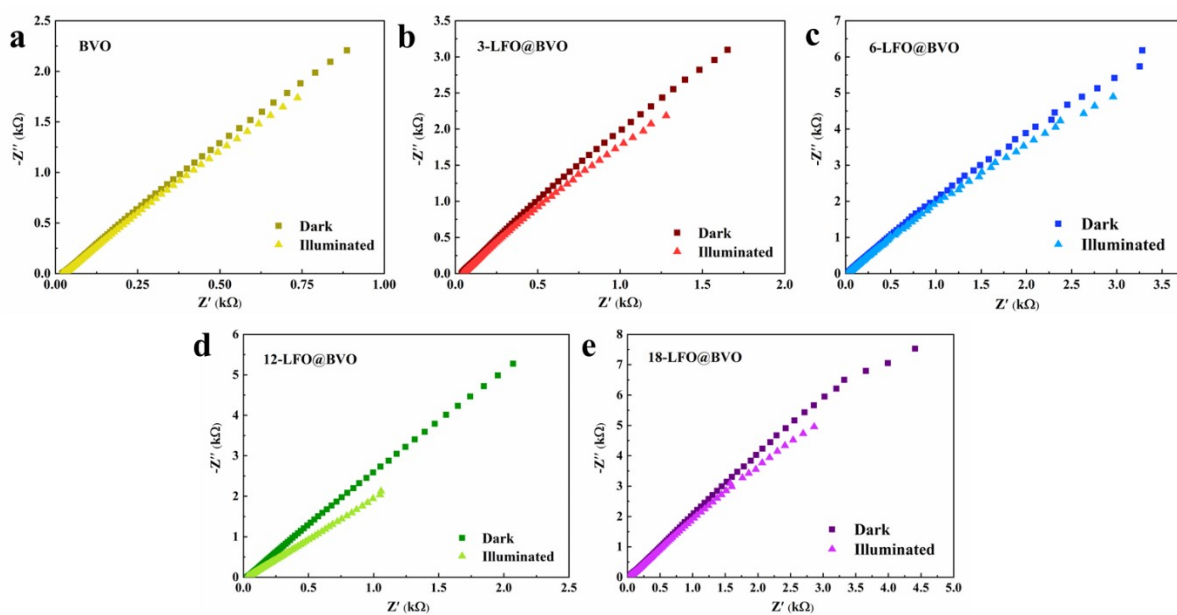 a
BVO
2.5
2.0
1.5
1.0
0.5
0.0
-Z″ (kΩ)
Dark
Illuminated
0.00 0.25 0.50 0.75 1.00
Z′ (kΩ)
b
3-LFO@BVO
3.5
3.0
2.5
2.0
1.5
1.0
0.5
0.0
-Z″ (kΩ)
Dark
Illuminated
0.0 0.5 1.0 1.5 2.0
Z′ (kΩ)
c
6-LFO@BVO
7
6
5
4
3
2
1
0
-Z″ (kΩ)
Dark
Illuminated
0.0 0.5 1.0 1.5 2.0 2.5 3.0 3.5
Z′ (kΩ)
d
12-LFO@BVO
6
5
4
3
2
1
0
-Z″ (kΩ)
Dark
Illuminated
0.0 0.5 1.0 1.5 2.0 2.5
Z′ (kΩ)
e
18-LFO@BVO
8
7
6
5
4
3
2
1
0
-Z″ (kΩ)
Dark
Illuminated
0.0 0.5 1.0 1.5 2.0 2.5 3.0 3.5 4.0 4.5 5.0
Z′ (kΩ)